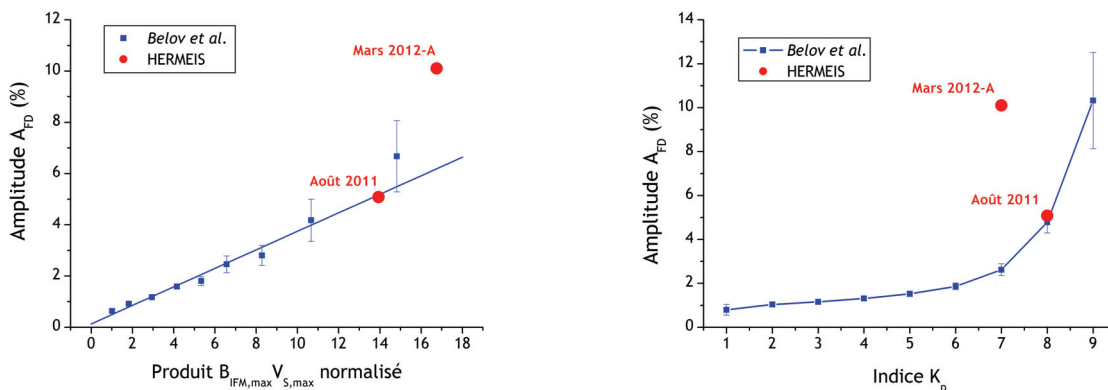 12
10
8
6
4
2
0
Amplitude A_FD (%)
Belov et al.
HERMEIS
Mars 2012-A
Août 2011
0 2 4 6 8 10 12 14 16 18
Produit B_IFM,max V_S,max normalisé
14
12
10
8
6
4
2
0
Amplitude A_FD (%)
Belov et al.
HERMEIS
Mars 2012-A
Août 2011
1 2 3 4 5 6 7 8 9
Indice K_p